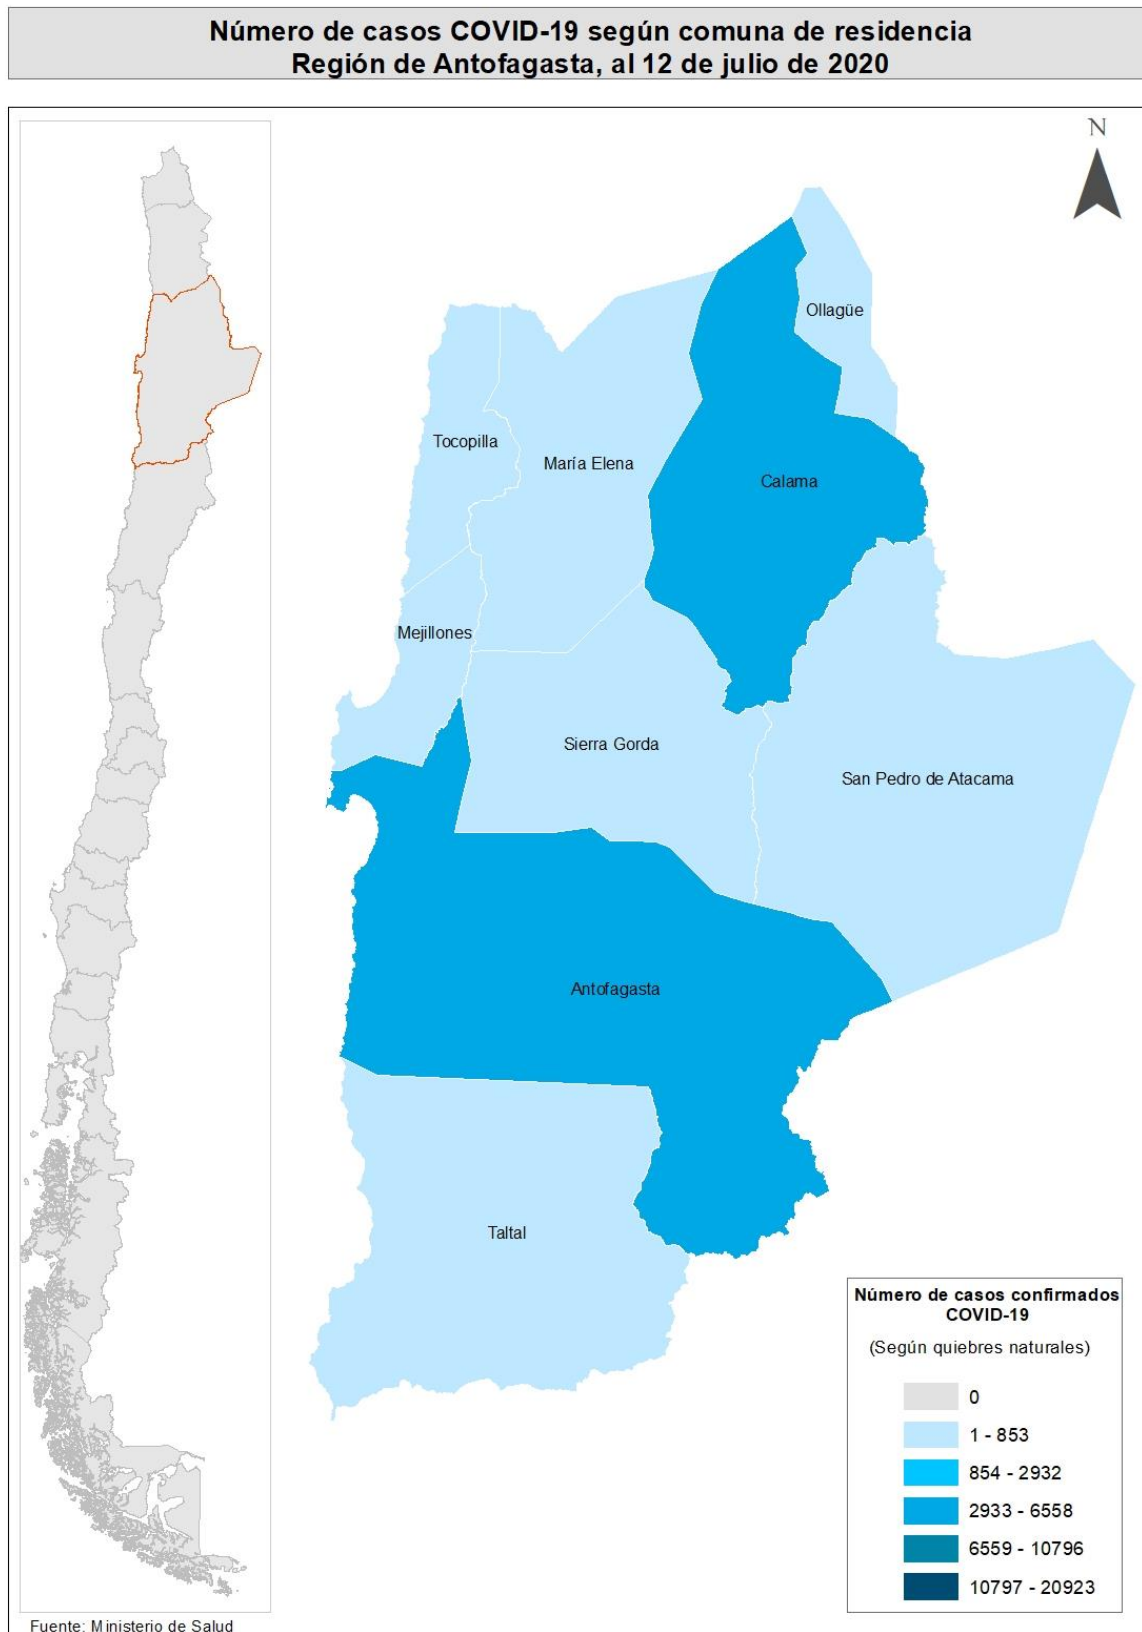 Número de casos COVID-19 según comuna de residencia
Región de Antofagasta, al 12 de julio de 2020
N
Ollagüe
Tocopilla
María Elena
Calama
Mejillones
Sierra Gorda
San Pedro de Atacama
Antofagasta
Taltal
Número de casos confirmados
COVID-19
(Según quiebres naturales)
0
1 - 853
854 - 2932
2933 - 6558
6559 - 10796
10797 - 20923
Fuente: Ministerio de Salud